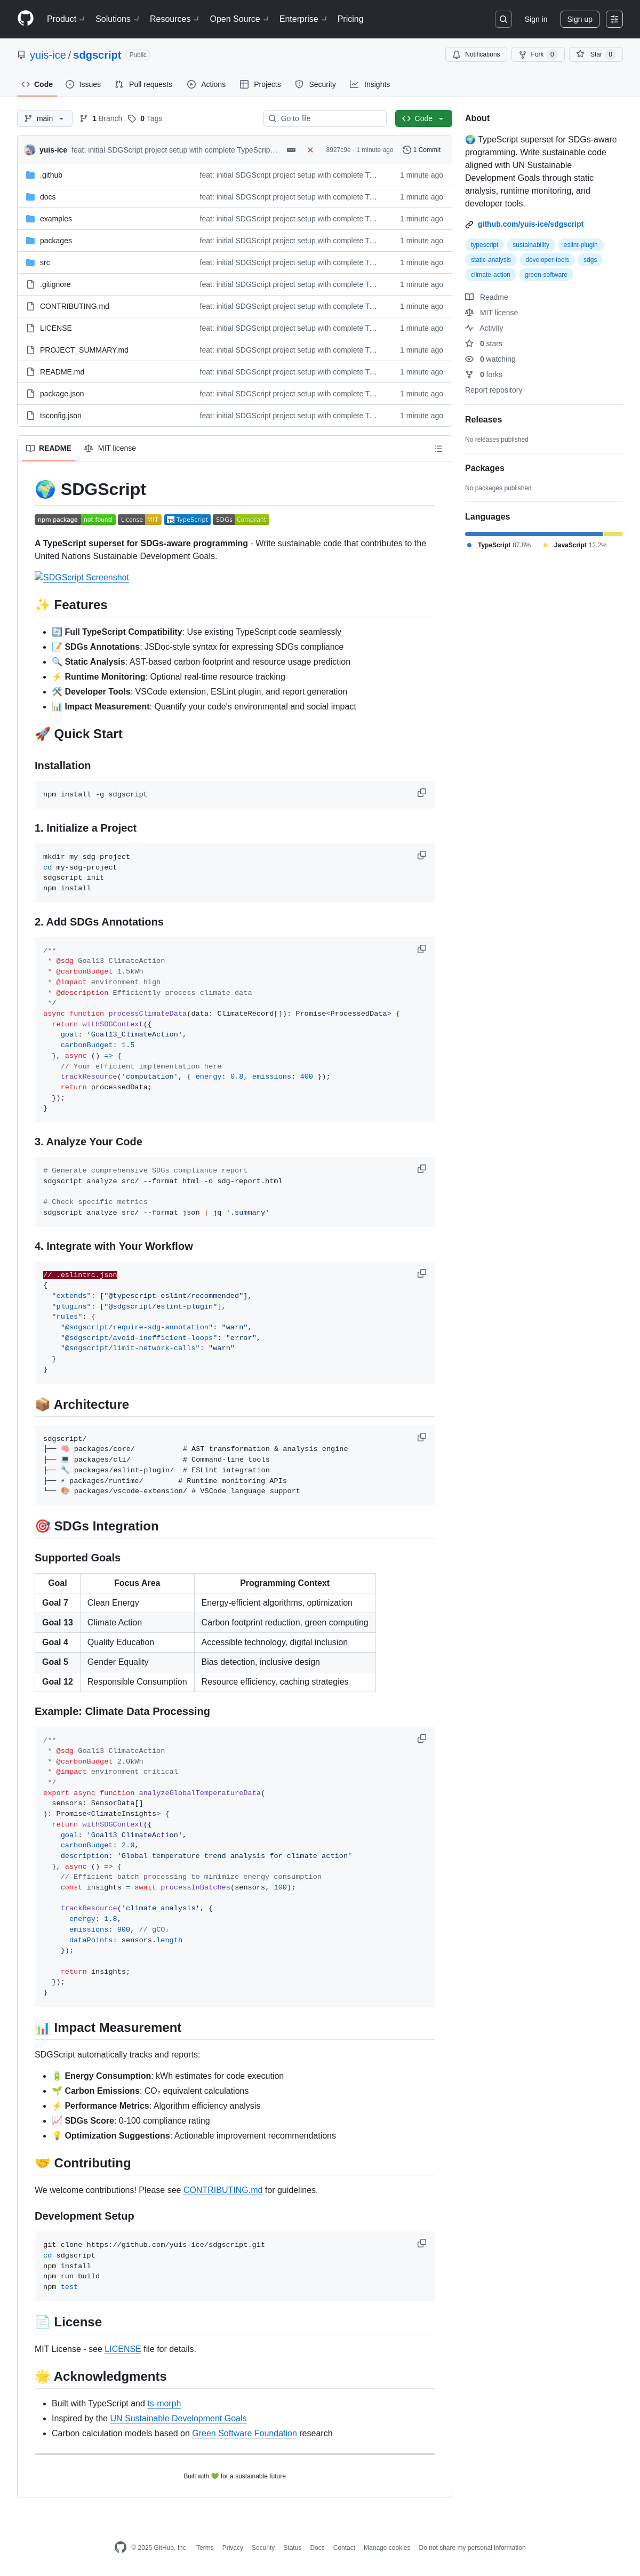 Product Solutions Resources Open Source Enterprise Pricing Sign in Sign up
yuis-ice / sdgscript Public Notifications Fork 0 Star 0
Code Issues Pull requests Actions Projects Security Insights
main 1 Branch 0 Tags Go to file Code
yuis-ice feat: initial SDGScript project setup with complete TypeScrip… 8927c9e · 1 minute ago 1 Commit
.github feat: initial SDGScript project setup with complete T… 1 minute ago
docs feat: initial SDGScript project setup with complete T… 1 minute ago
examples feat: initial SDGScript project setup with complete T… 1 minute ago
packages feat: initial SDGScript project setup with complete T… 1 minute ago
src feat: initial SDGScript project setup with complete T… 1 minute ago
.gitignore feat: initial SDGScript project setup with complete T… 1 minute ago
CONTRIBUTING.md feat: initial SDGScript project setup with complete T… 1 minute ago
LICENSE feat: initial SDGScript project setup with complete T… 1 minute ago
PROJECT_SUMMARY.md feat: initial SDGScript project setup with complete T… 1 minute ago
README.md feat: initial SDGScript project setup with complete T… 1 minute ago
package.json feat: initial SDGScript project setup with complete T… 1 minute ago
tsconfig.json feat: initial SDGScript project setup with complete T… 1 minute ago
About
🌍 TypeScript superset for SDGs-aware
programming. Write sustainable code
aligned with UN Sustainable
Development Goals through static
analysis, runtime monitoring, and
developer tools.
github.com/yuis-ice/sdgscript
typescript sustainability eslint-plugin
static-analysis developer-tools sdgs
climate-action green-software
Readme
MIT license
Activity
0 stars
0 watching
0 forks
Report repository
Releases
No releases published
Packages
No packages published
Languages
TypeScript 87.8% JavaScript 12.2%
README MIT license
🌍 SDGScript
npm package not found License MIT TS TypeScript SDGs Compliant
A TypeScript superset for SDGs-aware programming - Write sustainable code that contributes to the
United Nations Sustainable Development Goals.
SDGScript Screenshot
✨ Features
🔄 Full TypeScript Compatibility: Use existing TypeScript code seamlessly
📝 SDGs Annotations: JSDoc-style syntax for expressing SDGs compliance
🔍 Static Analysis: AST-based carbon footprint and resource usage prediction
⚡ Runtime Monitoring: Optional real-time resource tracking
🛠️ Developer Tools: VSCode extension, ESLint plugin, and report generation
📊 Impact Measurement: Quantify your code's environmental and social impact
🚀 Quick Start
Installation
npm install -g sdgscript
1. Initialize a Project
mkdir my-sdg-project
cd my-sdg-project
sdgscript init
npm install
2. Add SDGs Annotations
/**
 * @sdg Goal13 ClimateAction
 * @carbonBudget 1.5kWh
 * @impact environment high
 * @description Efficiently process climate data
 */
async function processClimateData(data: ClimateRecord[]): Promise<ProcessedData> {
  return withSDGContext({
    goal: 'Goal13_ClimateAction',
    carbonBudget: 1.5
  }, async () => {
    // Your efficient implementation here
    trackResource('computation', { energy: 0.8, emissions: 400 });
    return processedData;
  });
}
3. Analyze Your Code
# Generate comprehensive SDGs compliance report
sdgscript analyze src/ --format html -o sdg-report.html
# Check specific metrics
sdgscript analyze src/ --format json | jq '.summary'
4. Integrate with Your Workflow
// .eslintrc.json
{
  "extends": ["@typescript-eslint/recommended"],
  "plugins": ["@sdgscript/eslint-plugin"],
  "rules": {
    "@sdgscript/require-sdg-annotation": "warn",
    "@sdgscript/avoid-inefficient-loops": "error",
    "@sdgscript/limit-network-calls": "warn"
  }
}
📦 Architecture
sdgscript/
├── 🧠 packages/core/ # AST transformation & analysis engine
├── 💻 packages/cli/ # Command-line tools
├── 🔧 packages/eslint-plugin/ # ESLint integration
├── ⚡ packages/runtime/ # Runtime monitoring APIs
└── 🎨 packages/vscode-extension/ # VSCode language support
🎯 SDGs Integration
Supported Goals
Goal Focus Area Programming Context
Goal 7 Clean Energy Energy-efficient algorithms, optimization
Goal 13 Climate Action Carbon footprint reduction, green computing
Goal 4 Quality Education Accessible technology, digital inclusion
Goal 5 Gender Equality Bias detection, inclusive design
Goal 12 Responsible Consumption Resource efficiency, caching strategies
Example: Climate Data Processing
/**
 * @sdg Goal13 ClimateAction
 * @carbonBudget 2.0kWh
 * @impact environment critical
 */
export async function analyzeGlobalTemperatureData(
  sensors: SensorData[]
): Promise<ClimateInsights> {
  return withSDGContext({
    goal: 'Goal13_ClimateAction',
    carbonBudget: 2.0,
    description: 'Global temperature trend analysis for climate action'
  }, async () => {
    // Efficient batch processing to minimize energy consumption
    const insights = await processInBatches(sensors, 100);
    trackResource('climate_analysis', {
      energy: 1.8,
      emissions: 900, // gCO₂
      dataPoints: sensors.length
    });
    return insights;
  });
}
📊 Impact Measurement
SDGScript automatically tracks and reports:
🔋 Energy Consumption: kWh estimates for code execution
🌱 Carbon Emissions: CO₂ equivalent calculations
⚡ Performance Metrics: Algorithm efficiency analysis
📈 SDGs Score: 0-100 compliance rating
💡 Optimization Suggestions: Actionable improvement recommendations
🤝 Contributing
We welcome contributions! Please see CONTRIBUTING.md for guidelines.
Development Setup
git clone https://github.com/yuis-ice/sdgscript.git
cd sdgscript
npm install
npm run build
npm test
📄 License
MIT License - see LICENSE file for details.
🌟 Acknowledgments
Built with TypeScript and ts-morph
Inspired by the UN Sustainable Development Goals
Carbon calculation models based on Green Software Foundation research
Built with 💚 for a sustainable future
© 2025 GitHub, Inc. Terms Privacy Security Status Docs Contact Manage cookies Do not share my personal information